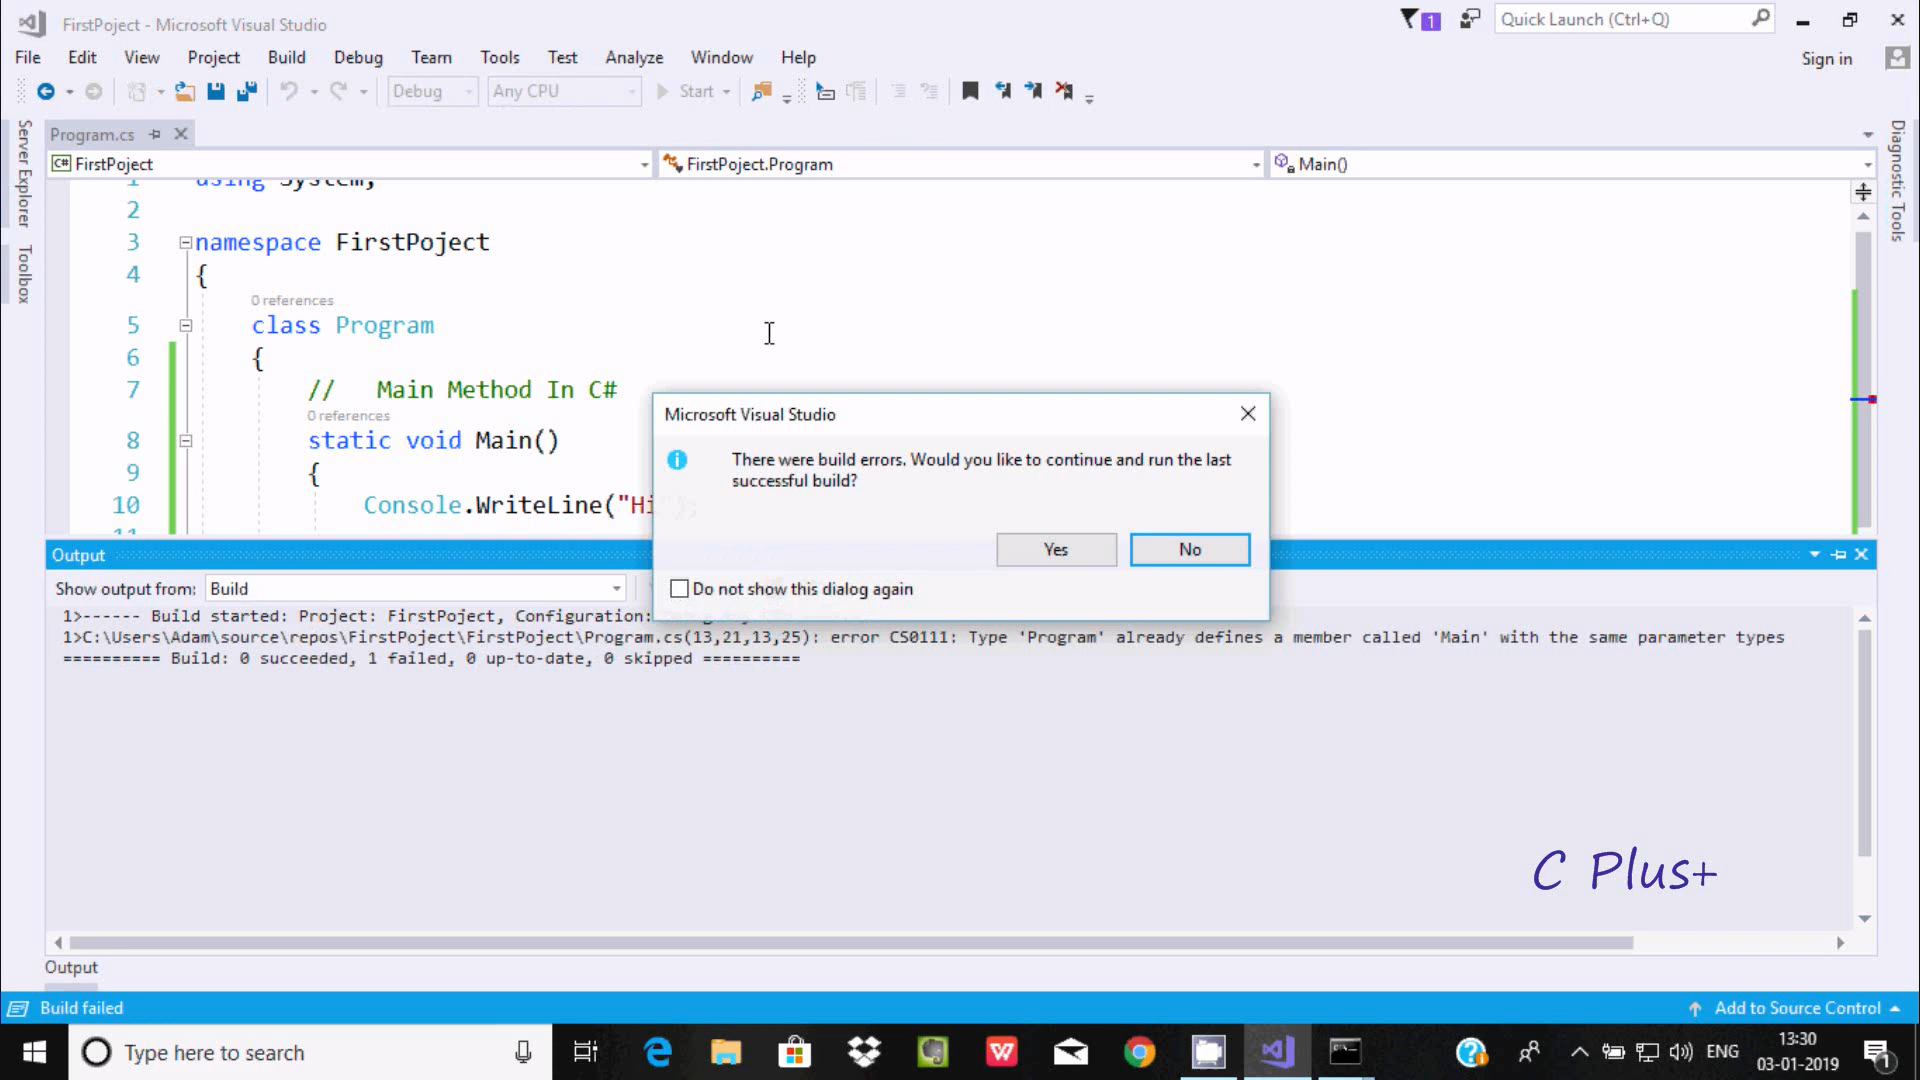 FirstPoject - Microsoft Visual Studio
1
Quick Launch (Ctrl+Q)
File Edit View Project Build Debug Team Tools Test Analyze Window Help
Sign in
Debug Any CPU Start
Server Explorer
Toolbox
Diagnostic Tools
Program.cs
C# FirstPoject
FirstPoject.Program
Main()
1 using System;
2
3 namespace FirstPoject
4 {
0 references
5 class Program
6 {
7 // Main Method In C#
0 references
8 static void Main()
9 {
10 Console.WriteLine("Hi");
11
Microsoft Visual Studio
There were build errors. Would you like to continue and run the last
successful build?
Yes
No
Do not show this dialog again
Output
Show output from: Build
1>------ Build started: Project: FirstPoject, Configuration:
1>C:\Users\Adam\source\repos\FirstPoject\FirstPoject\Program.cs(13,21,13,25): error CS0111: Type 'Program' already defines a member called 'Main' with the same parameter types
========== Build: 0 succeeded, 1 failed, 0 up-to-date, 0 skipped ==========
C Plus+
Output
Build failed
Add to Source Control
Type here to search
ENG
13:30
03-01-2019
1